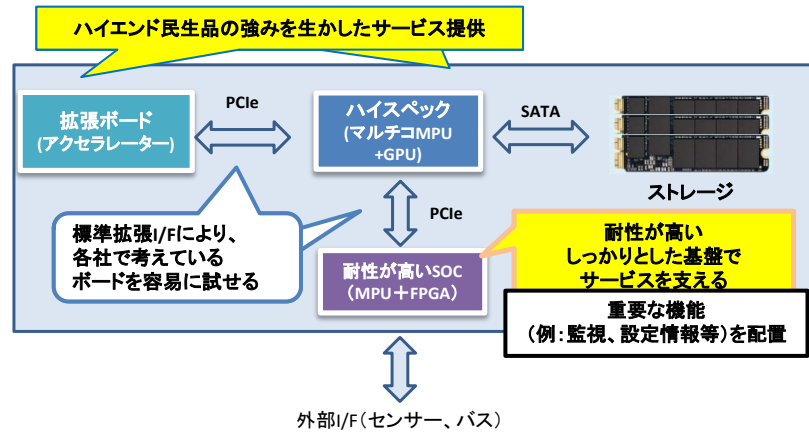 ハイエンド民生品の強みを生かしたサービス提供
拡張ボード
(アクセラレーター)
PCIe
ハイスペック
(マルチコMPU
+GPU)
SATA
ストレージ
標準拡張I/Fにより、
各社で考えている
ボードを容易に試せる
PCIe
耐性が高いSOC
(MPU+FPGA)
耐性が高い
しっかりとした基盤で
サービスを支える
重要な機能
(例:監視、設定情報等)を配置
外部I/F(センサー、バス)